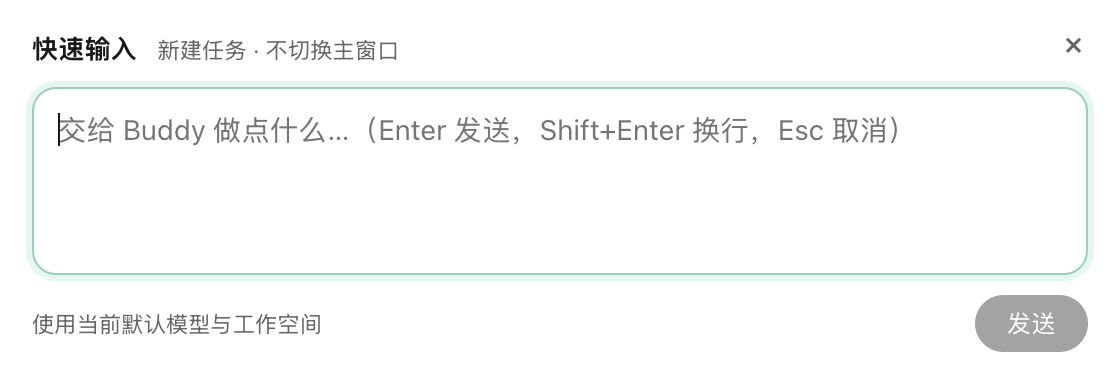 快速输入 新建任务 · 不切换主窗口 ×
交给 Buddy 做点什么...（Enter 发送，Shift+Enter 换行，Esc 取消）
使用当前默认模型与工作空间 发送